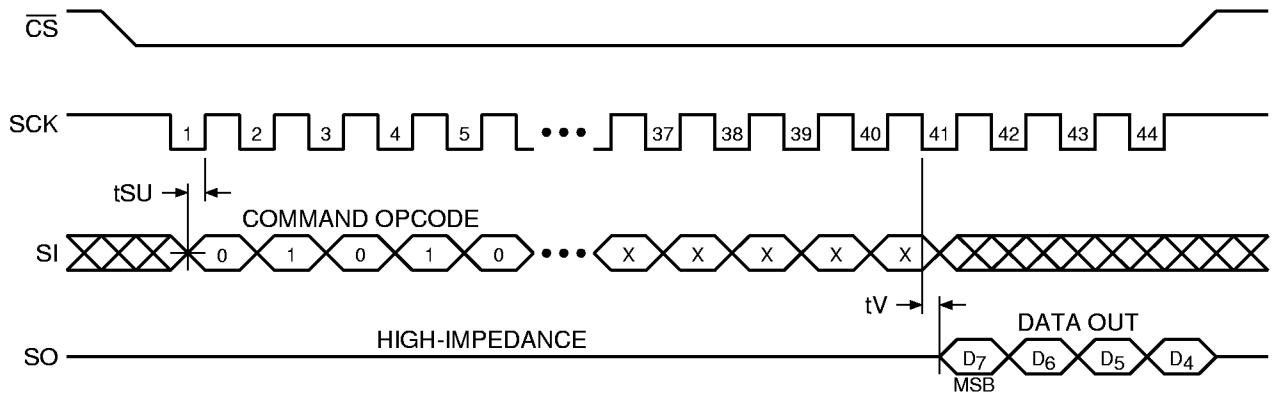 CS
SCK
1 2 3 4 5 37 38 39 40 41 42 43 44
tSU
COMMAND OPCODE
SI
0 1 0 1 0 X X X X X
tV
HIGH-IMPEDANCE
DATA OUT
SO
D7 D6 D5 D4
MSB